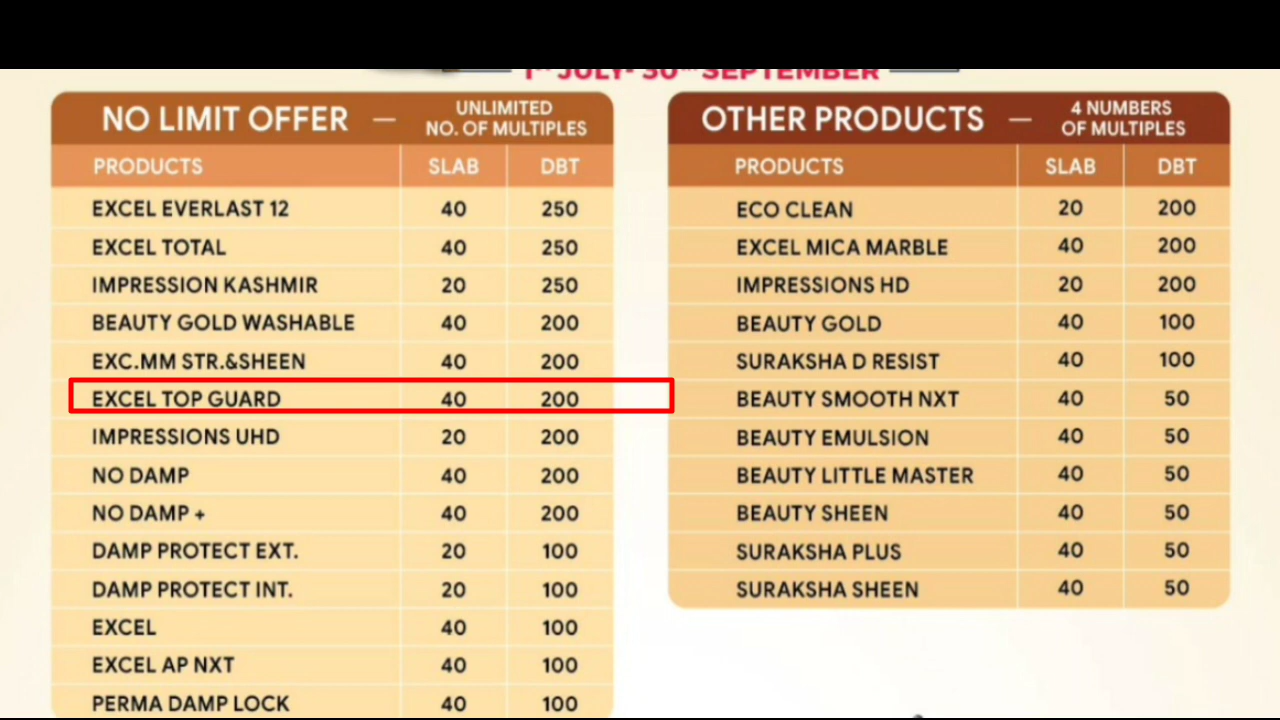 1ST JULY- 30TH SEPTEMBER
NO LIMIT OFFER — UNLIMITED NO. OF MULTIPLES
PRODUCTS SLAB DBT
EXCEL EVERLAST 12 40 250
EXCEL TOTAL 40 250
IMPRESSION KASHMIR 20 250
BEAUTY GOLD WASHABLE 40 200
EXC.MM STR.&SHEEN 40 200
EXCEL TOP GUARD 40 200
IMPRESSIONS UHD 20 200
NO DAMP 40 200
NO DAMP + 40 200
DAMP PROTECT EXT. 20 100
DAMP PROTECT INT. 20 100
EXCEL 40 100
EXCEL AP NXT 40 100
PERMA DAMP LOCK 40 100
OTHER PRODUCTS — 4 NUMBERS OF MULTIPLES
PRODUCTS SLAB DBT
ECO CLEAN 20 200
EXCEL MICA MARBLE 40 200
IMPRESSIONS HD 20 200
BEAUTY GOLD 40 100
SURAKSHA D RESIST 40 100
BEAUTY SMOOTH NXT 40 50
BEAUTY EMULSION 40 50
BEAUTY LITTLE MASTER 40 50
BEAUTY SHEEN 40 50
SURAKSHA PLUS 40 50
SURAKSHA SHEEN 40 50